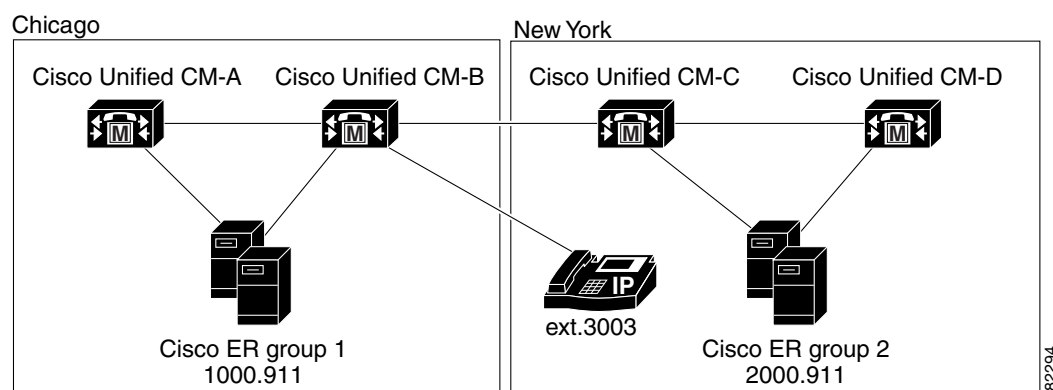 Chicago
New York
Cisco Unified CM-A
Cisco Unified CM-B
Cisco Unified CM-C
Cisco Unified CM-D
M
M
M
M
IP
ext.3003
Cisco ER group 1
1000.911
Cisco ER group 2
2000.911
82294